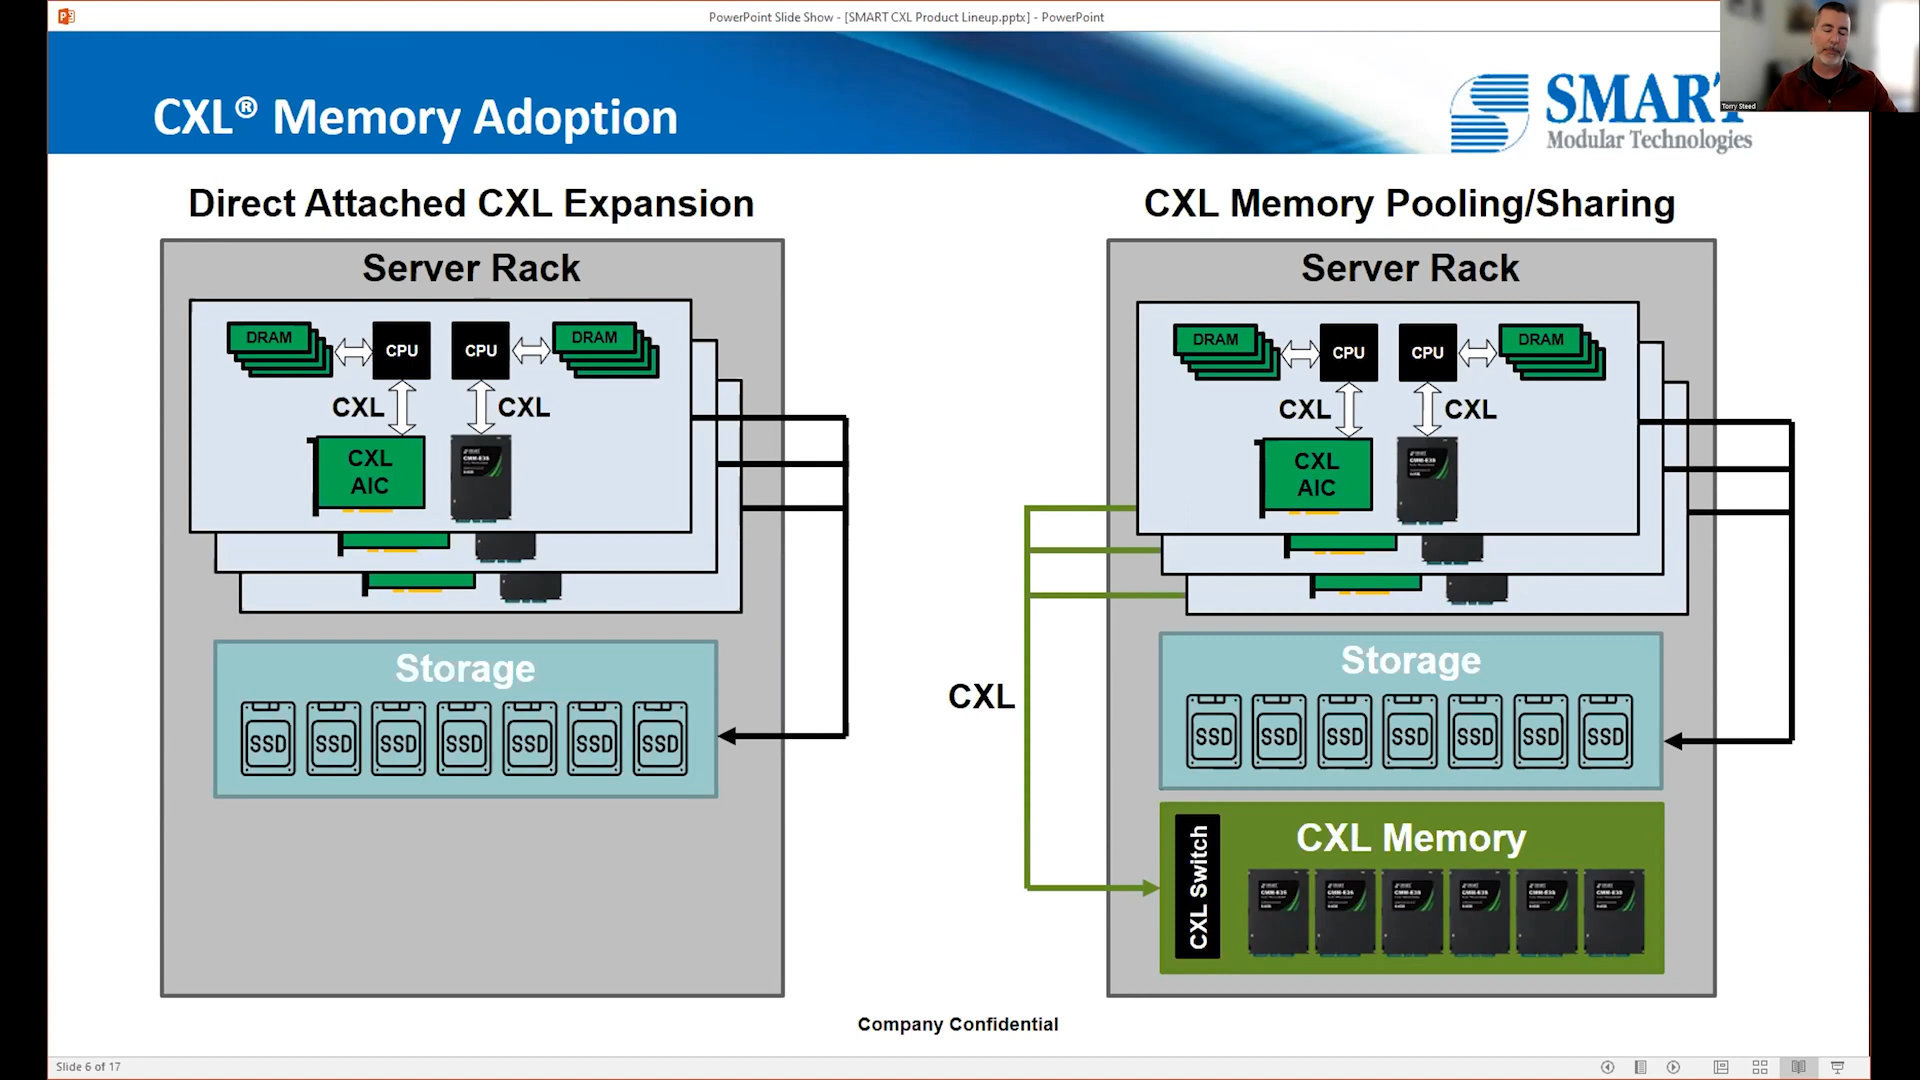 PowerPoint Slide Show - [SMART CXL Product Lineup.pptx] - PowerPoint
CXL® Memory Adoption
SMART
Modular Technologies
Torry Steed
Direct Attached CXL Expansion
Server Rack
DRAM
CPU
CPU
DRAM
CXL
CXL
CXL
AIC
Storage
SSD
SSD
SSD
SSD
SSD
SSD
SSD
CXL Memory Pooling/Sharing
Server Rack
DRAM
CPU
CPU
DRAM
CXL
CXL
CXL
AIC
CXL
Storage
SSD
SSD
SSD
SSD
SSD
SSD
SSD
CXL Switch
CXL Memory
Company Confidential
Slide 6 of 17